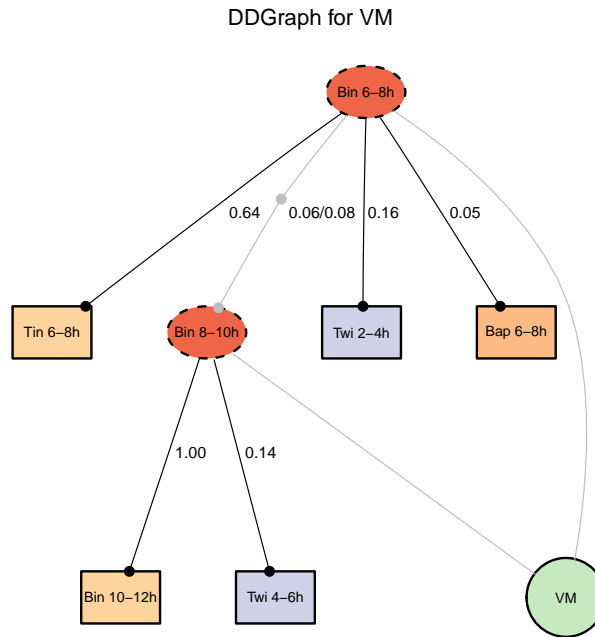 DDGraph for VM
Bin 6–8h
0.64
0.06/0.08
0.16
0.05
Tin 6–8h
Bin 8–10h
Twi 2–4h
Bap 6–8h
1.00
0.14
Bin 10–12h
Twi 4–6h
VM